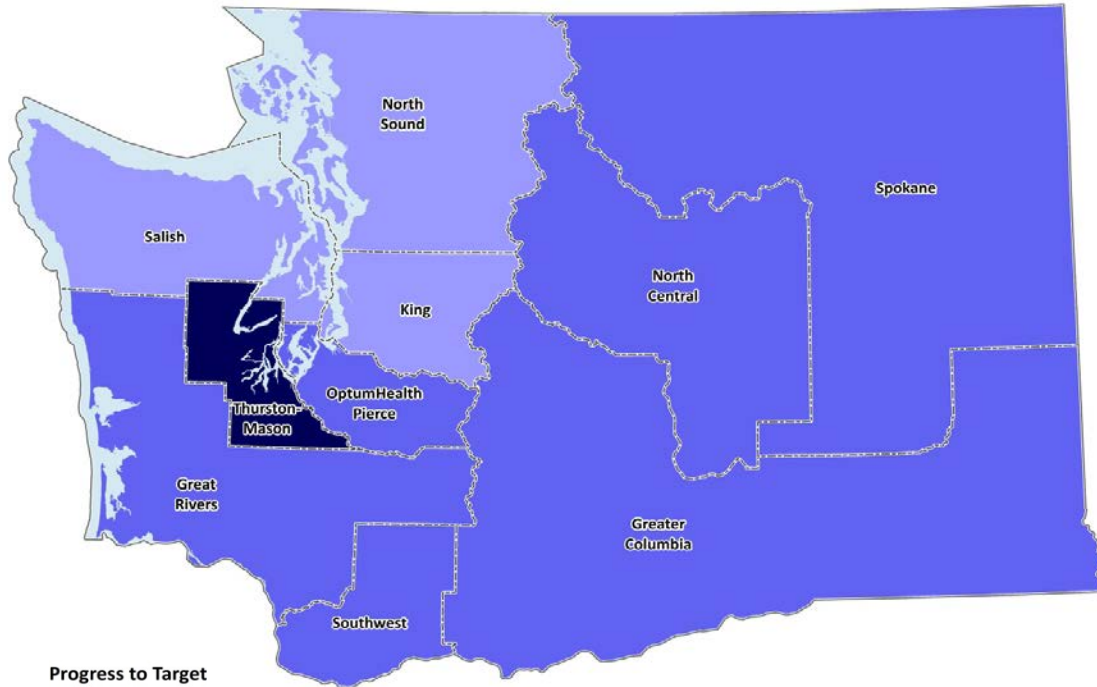 North
Sound
Spokane
Salish
North
Central
King
OptumHealth
Pierce
Thurston-
Mason
Great
Rivers
Greater
Columbia
Southwest
Progress to Target